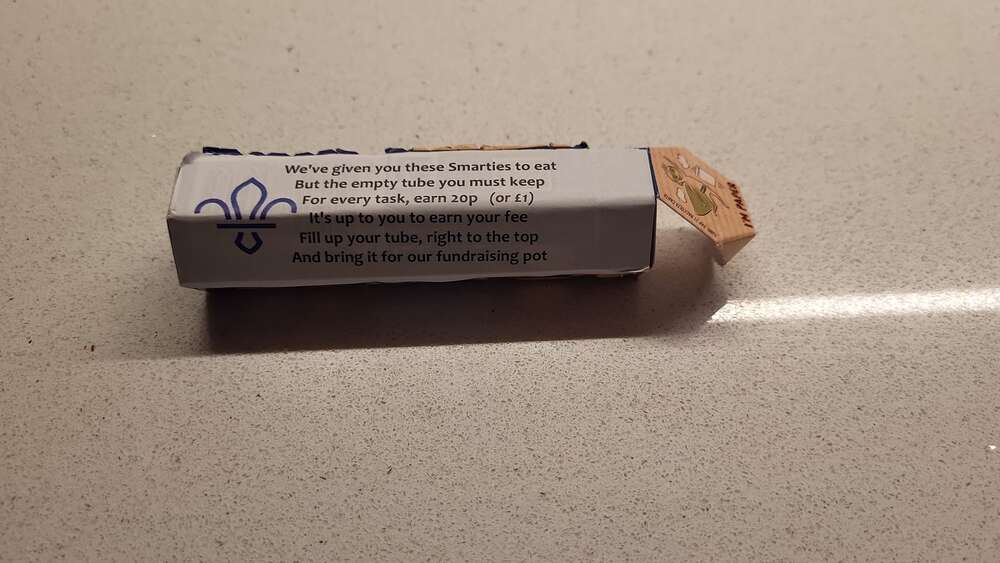 We've given you these Smarties to eat
But the empty tube you must keep
For every task, earn 20p (or £1)
It's up to you to earn your fee
Fill up your tube, right to the top
And bring it for our fundraising pot
I'M PAPER